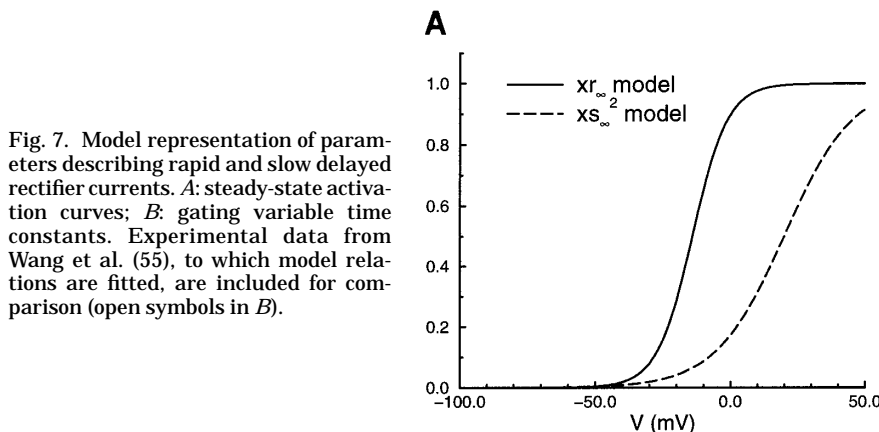 A
Fig. 7. Model representation of param-
eters describing rapid and slow delayed
rectifier currents. A: steady-state activa-
tion curves; B: gating variable time
constants. Experimental data from
Wang et al. (55), to which model rela-
tions are fitted, are included for com-
parison (open symbols in B).
xr∞ model
xs∞² model
1.0
0.8
0.6
0.4
0.2
0.0
−100.0 −50.0 0.0 50.0
V (mV)